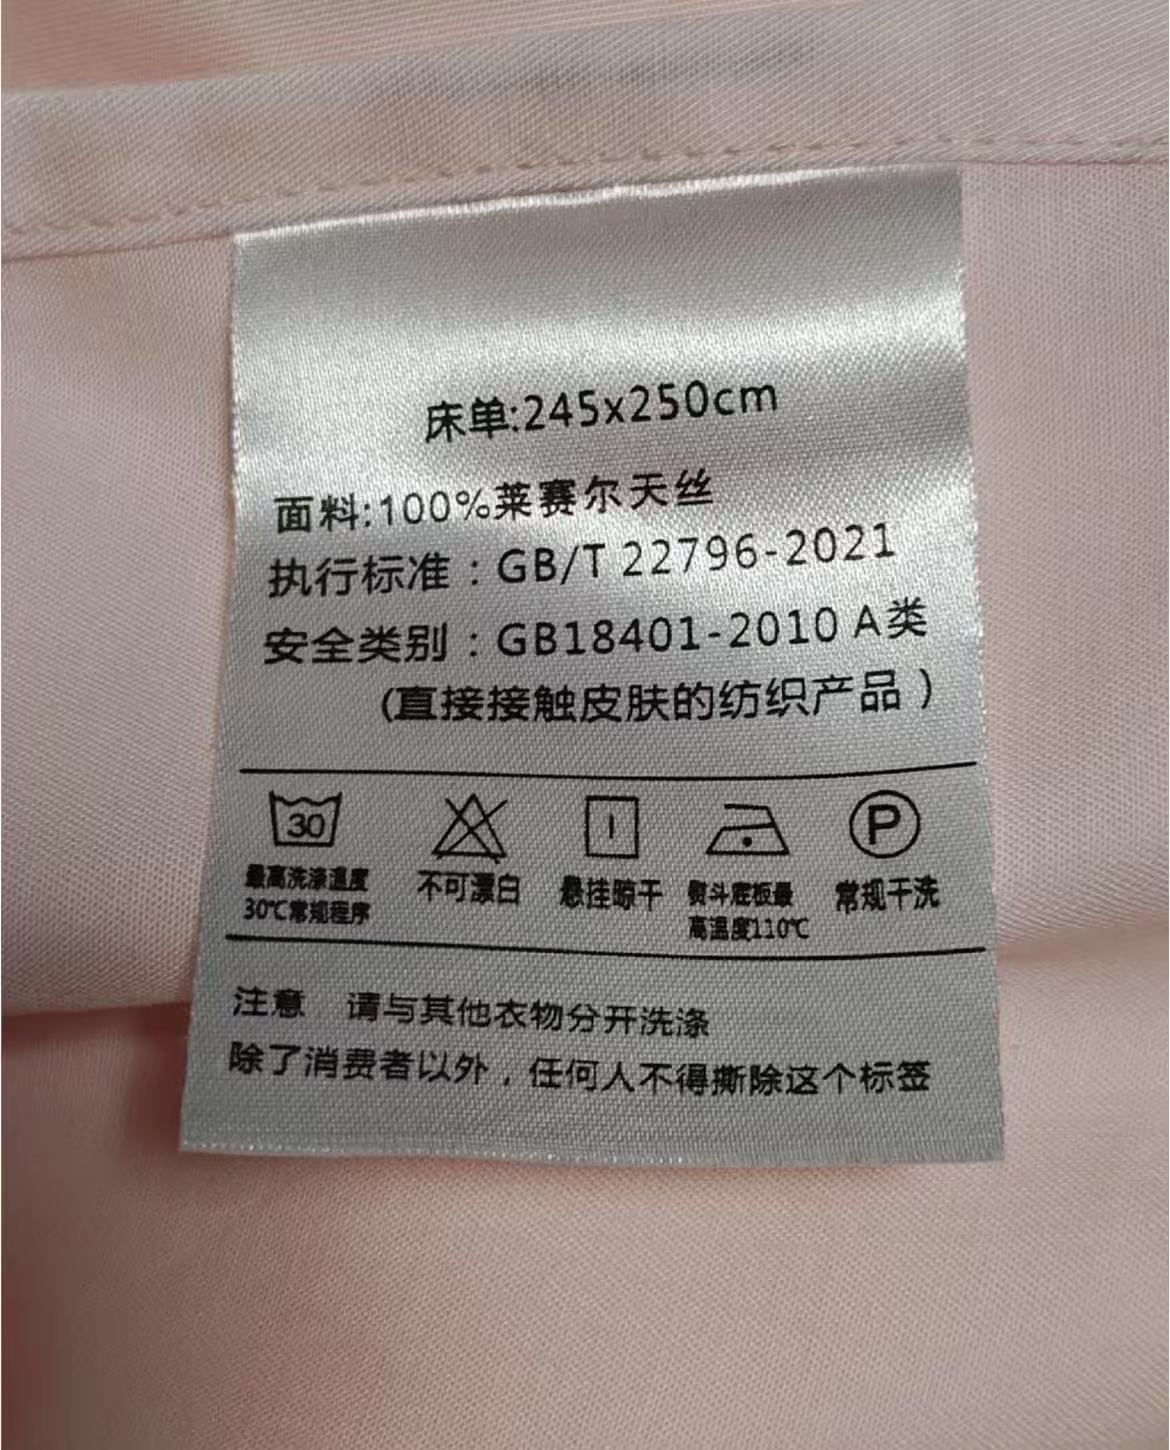 床单:245x250cm
面料:100%莱赛尔天丝
执行标准：GB/T 22796-2021
安全类别：GB18401-2010 A类
(直接接触皮肤的纺织产品）
30
P
最高洗涤温度
30℃常规程序
不可漂白
悬挂晾干
熨斗底板最
高温度110℃
常规干洗
注意 请与其他衣物分开洗涤
除了消费者以外，任何人不得撕除这个标签